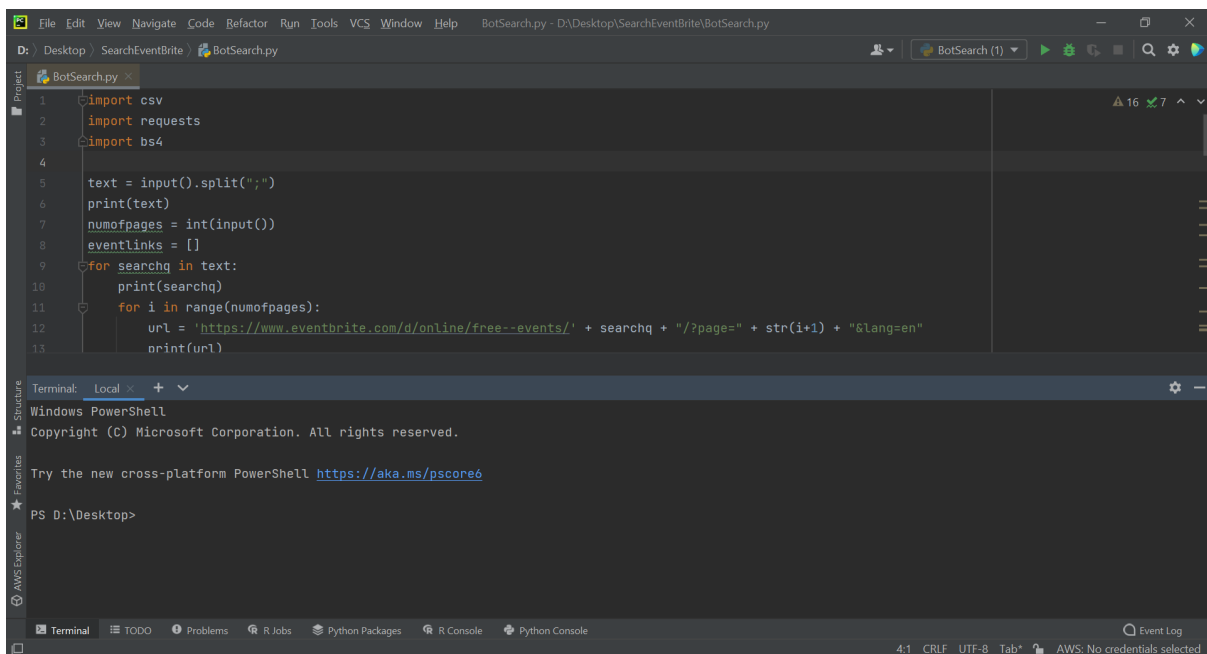 PC File Edit View Navigate Code Refactor Run Tools VCS Window Help BotSearch.py - D:\Desktop\SearchEventBrite\BotSearch.py
D: Desktop SearchEventBrite BotSearch.py BotSearch (1)
Project
BotSearch.py
1 import csv
16 7
2 import requests
3 import bs4
4
5 text = input().split(";")
6 print(text)
7 numofpages = int(input())
8 eventlinks = []
9 for searchq in text:
10 print(searchq)
11 for i in range(numofpages):
12 url = 'https://www.eventbrite.com/d/online/free--events/' + searchq + "/?page=" + str(i+1) + "&lang=en"
13 print(url)
Structure
Favorites
AWS Explorer
Terminal: Local
Windows PowerShell
Copyright (C) Microsoft Corporation. All rights reserved.
Try the new cross-platform PowerShell https://aka.ms/pscore6
PS D:\Desktop>
Terminal TODO Problems R Jobs Python Packages R Console Python Console Event Log
4:1 CRLF UTF-8 Tab* AWS: No credentials selected